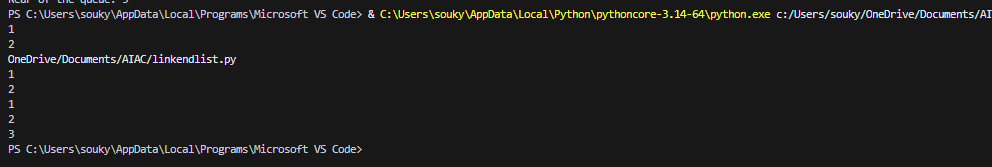 Rear of the queue: 3
PS C:\Users\souky\AppData\Local\Programs\Microsoft VS Code> & C:\Users\souky\AppData\Local\Python\pythoncore-3.14-64\python.exe c:/Users/souky/OneDrive/Documents/AI
1
2
OneDrive/Documents/AIAC/linkendlist.py
1
2
1
2
3
PS C:\Users\souky\AppData\Local\Programs\Microsoft VS Code>